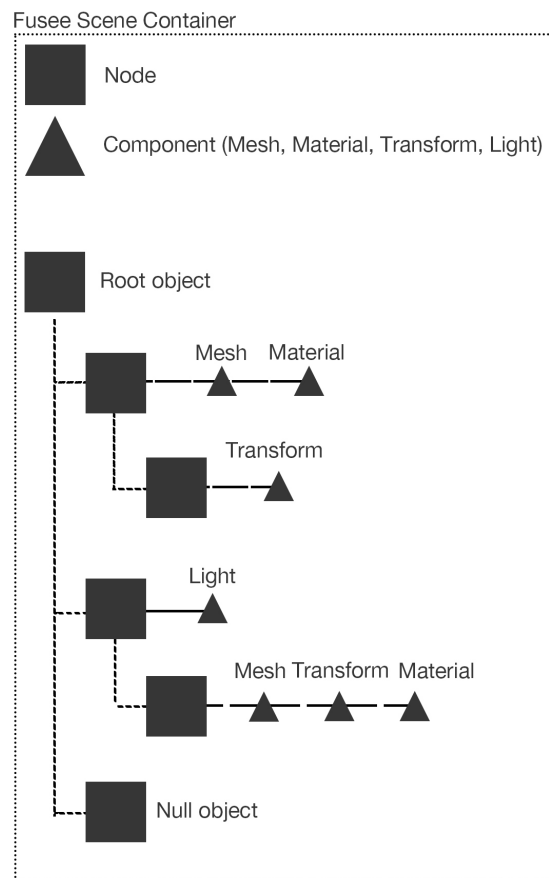 Fusee Scene Container
Node
Component (Mesh, Material, Transform, Light)
Root object
Mesh Material
Transform
Light
Mesh Transform Material
Null object